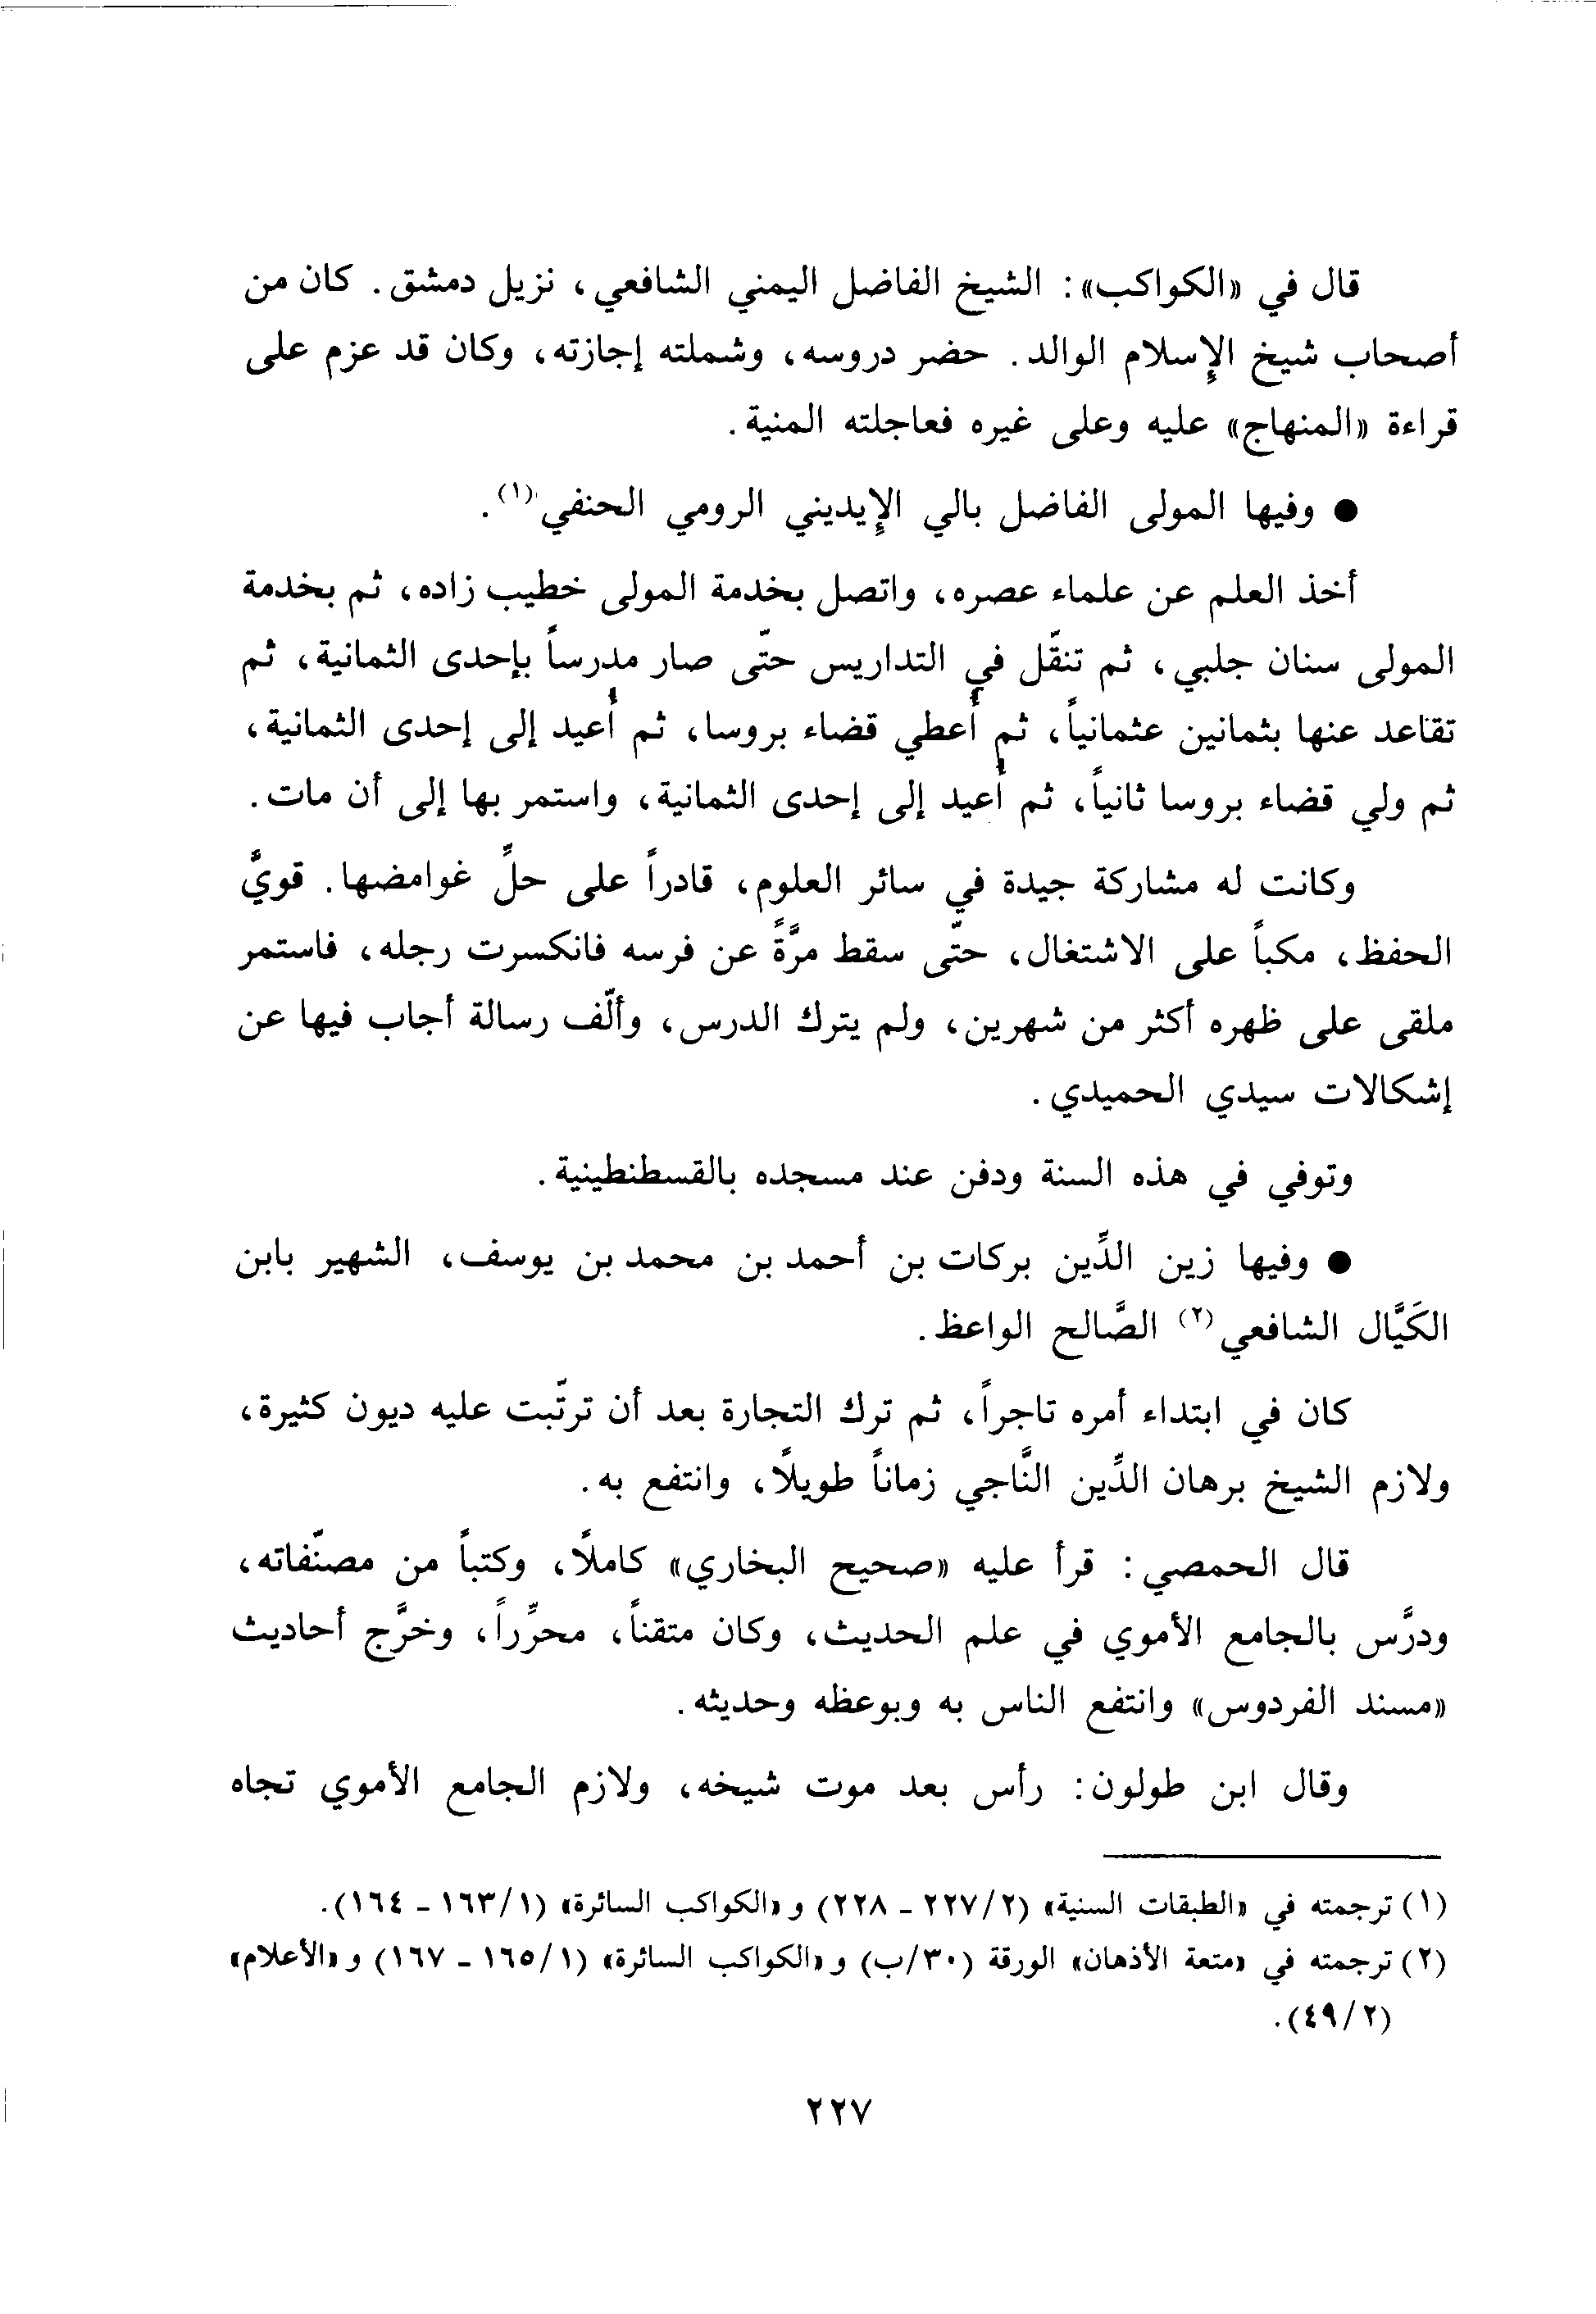 قال في «الكواكب»: الشيخ الفاضل اليمني الشافعي، نزيل دمشق. كان من
أصحاب شيخ الإِسلام الوالد. حضر دروسه، وشملته إجازته، وكان قد عزم على
قراءة «المنهاج» عليه وعلى غيره فعاجلته المنية.
● وفيها المولى الفاضل بالي الإِيديني الرومي الحنفي(١).
أخذ العلم عن علماء عصره، واتصل بخدمة المولى خطيب زاده، ثم بخدمة
المولى سنان جلبي، ثم تنقّل في التداريس حتّى صار مدرساً بإحدى الثمانية، ثم
تقاعد عنها بثمانين عثمانياً، ثم أُعطي قضاء بروسا، ثم أُعيد إلى إحدى الثمانية،
ثم ولي قضاء بروسا ثانياً، ثم أُعيد إلى إحدى الثمانية، واستمر بها إلى أن مات.
وكانت له مشاركة جيدة في سائر العلوم، قادراً على حلِّ غوامضها. قويَّ
الحفظ، مكباً على الاشتغال، حتّى سقط مرَّةً عن فرسه فانكسرت رجله، فاستمر
ملقى على ظهره أكثر من شهرين، ولم يترك الدرس، وألّف رسالة أجاب فيها عن
إشكالات سيدي الحميدي.
وتوفي في هذه السنة ودفن عند مسجده بالقسطنطينية.
● وفيها زين الدِّين بركات بن أحمد بن محمد بن يوسف، الشهير بابن
الكَيَّال الشافعي(٢) الصَّالح الواعظ.
كان في ابتداء أمره تاجراً، ثم ترك التجارة بعد أن ترتّبت عليه ديون كثيرة،
ولازم الشيخ برهان الدِّين النَّاجي زماناً طويلاً، وانتفع به.
قال الحمصي: قرأ عليه «صحيح البخاري» كاملاً، وكتباً من مصنّفاته،
ودرَّس بالجامع الأموي في علم الحديث، وكان متقناً، محرِّراً، وخرَّج أحاديث
«مسند الفردوس» وانتفع الناس به وبوعظه وحديثه.
وقال ابن طولون: رأس بعد موت شيخه، ولازم الجامع الأموي تجاه
(١) ترجمته في «الطبقات السنية» (٢/٢٢٧ - ٢٢٨) و«الكواكب السائرة» (١/١٦٣ - ١٦٤).
(٢) ترجمته في «متعة الأذهان» الورقة (٣٠/ب) و«الكواكب السائرة» (١/١٦٥ - ١٦٧) و«الأعلام»
(٢/٤٩).
٢٢٧